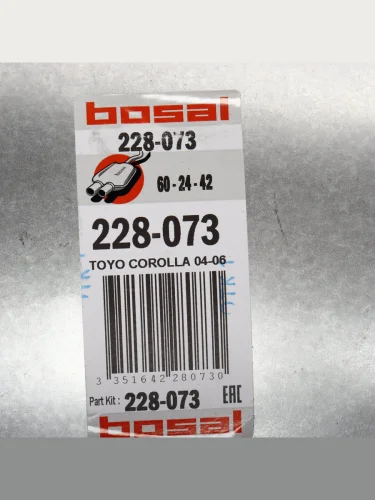 bosal
228-073
60-24-42
228-073
TOYO COROLLA 04-06
3 351642 280730
Part Kit : 228-073 EAC
bosal